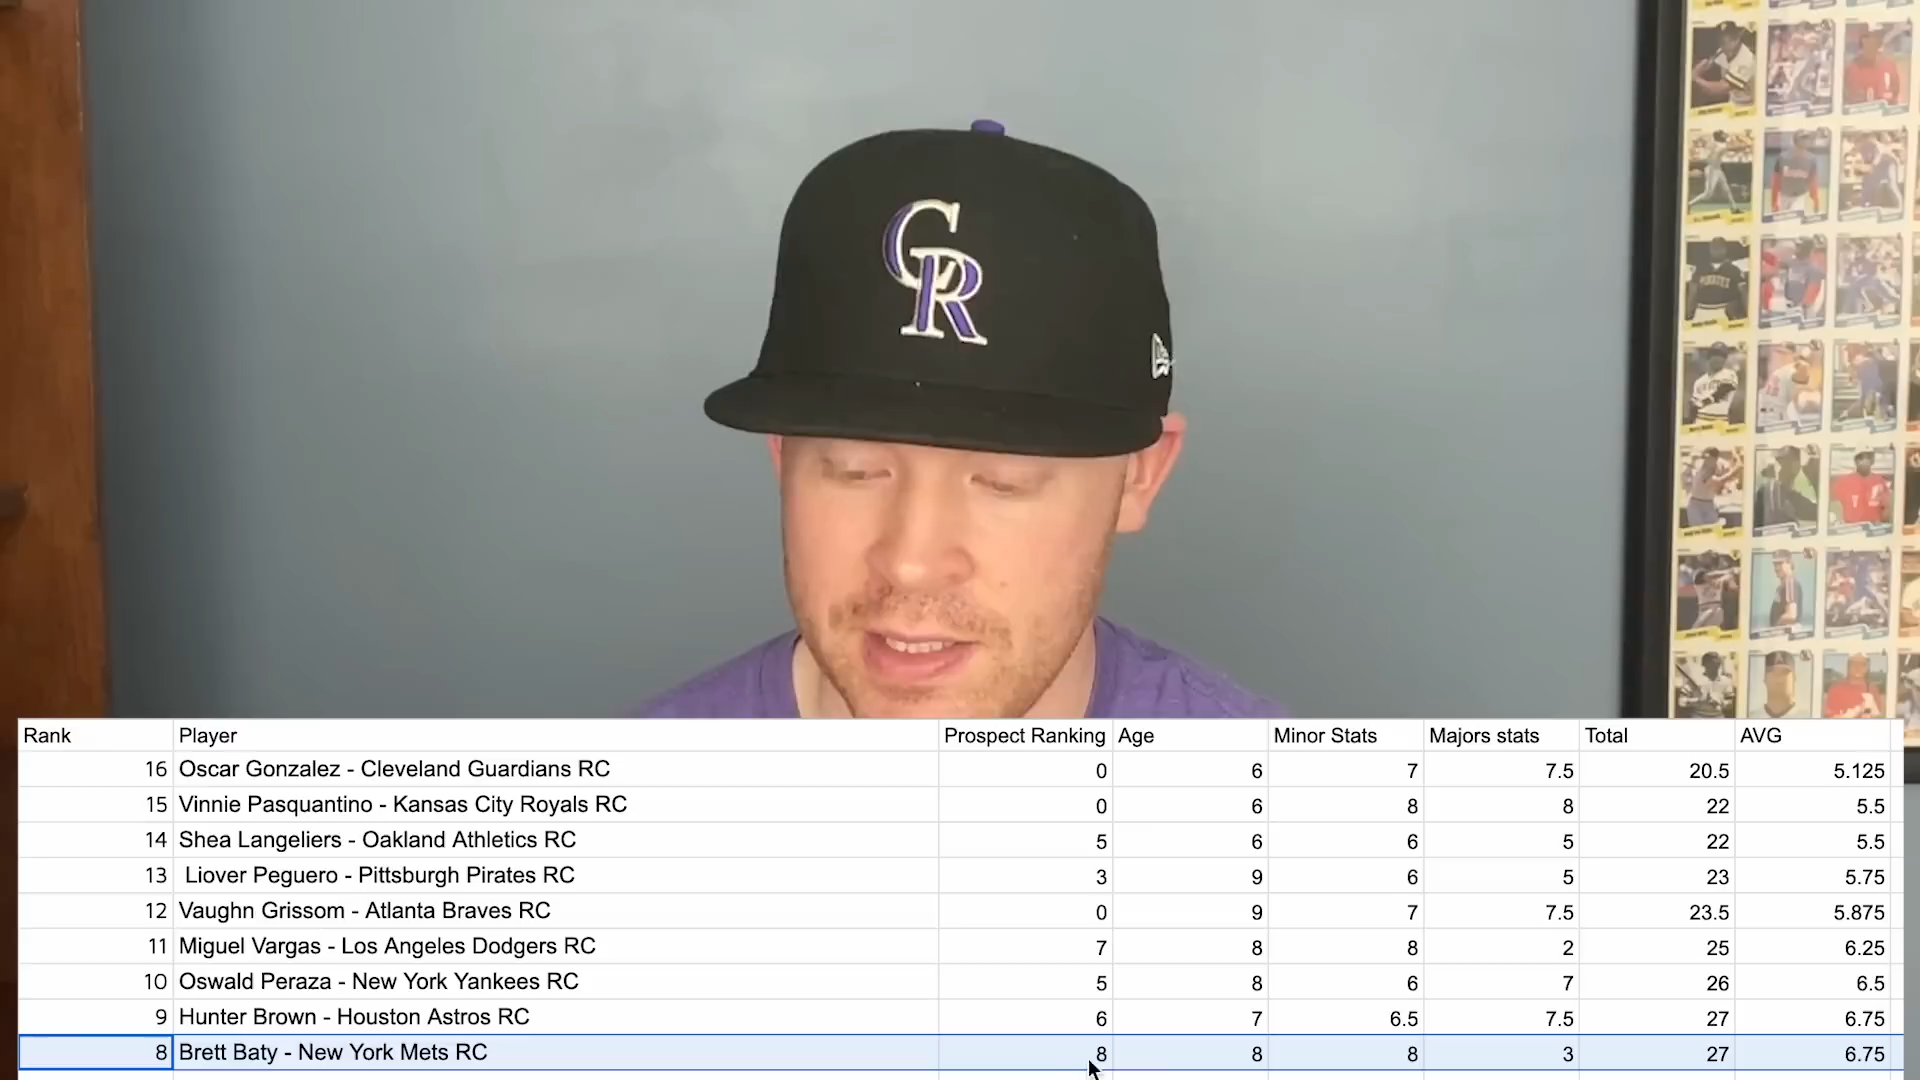 CR
Rank Player Prospect Ranking Age Minor Stats Majors stats Total AVG
16 Oscar Gonzalez - Cleveland Guardians RC 0 6 7 7.5 20.5 5.125
15 Vinnie Pasquantino - Kansas City Royals RC 0 6 8 8 22 5.5
14 Shea Langeliers - Oakland Athletics RC 5 6 6 5 22 5.5
13 Liover Peguero - Pittsburgh Pirates RC 3 9 6 5 23 5.75
12 Vaughn Grissom - Atlanta Braves RC 0 9 7 7.5 23.5 5.875
11 Miguel Vargas - Los Angeles Dodgers RC 7 8 8 2 25 6.25
10 Oswald Peraza - New York Yankees RC 5 8 6 7 26 6.5
9 Hunter Brown - Houston Astros RC 6 7 6.5 7.5 27 6.75
8 Brett Baty - New York Mets RC 8 8 8 3 27 6.75